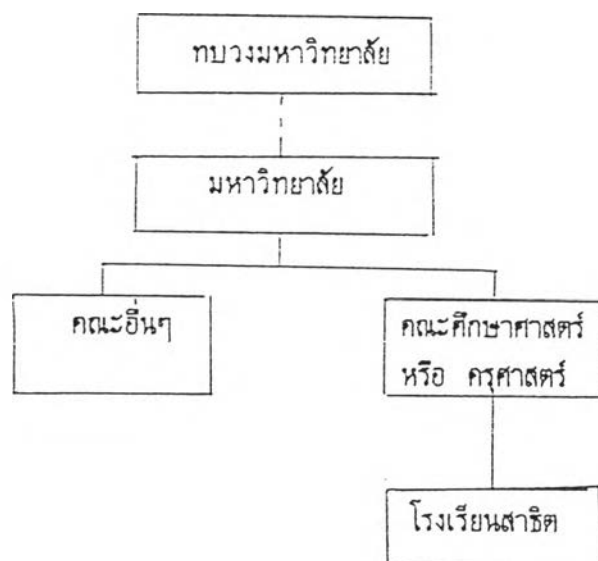 ทบวงมหาวิทยาลัย
มหาวิทยาลัย
คณะอื่นๆ
คณะศึกษาศาสตร์
หรือ ครุศาสตร์
โรงเรียนสาธิต